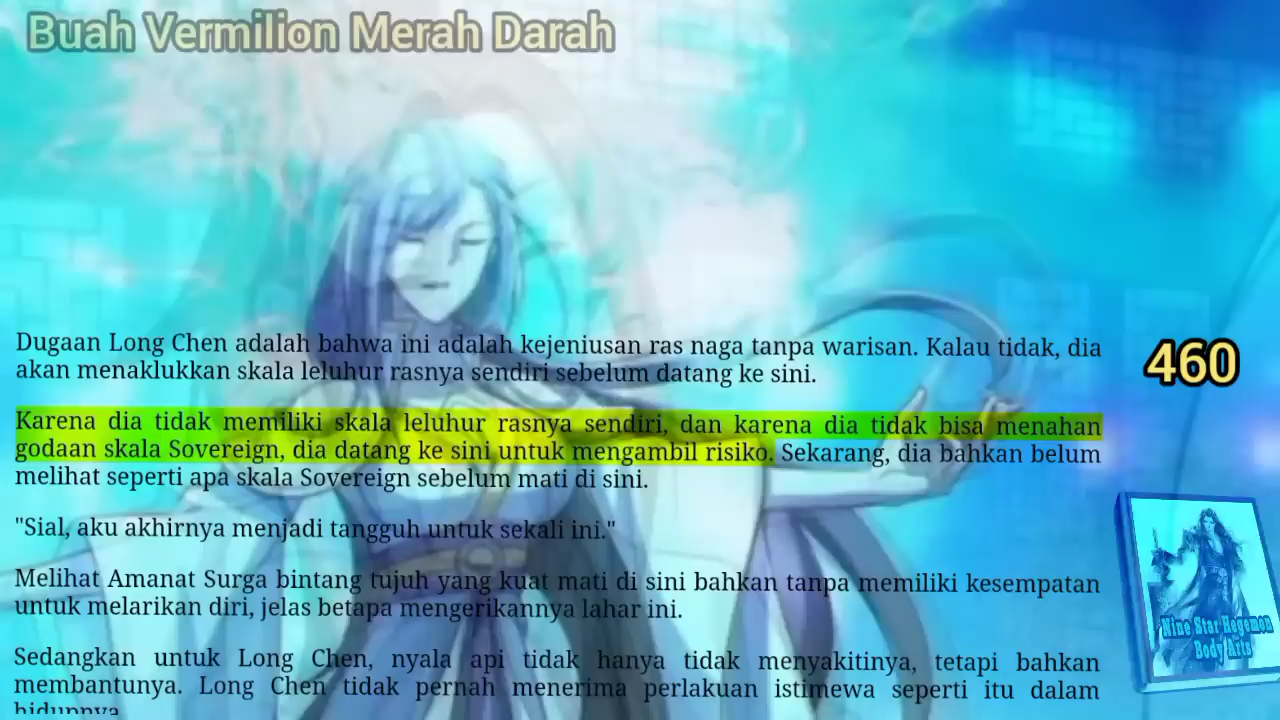 Buah Vermilion Merah Darah
Dugaan Long Chen adalah bahwa ini adalah kejeniusan ras naga tanpa warisan. Kalau tidak, dia
akan menaklukkan skala leluhur rasnya sendiri sebelum datang ke sini.
460
Karena dia tidak memiliki skala leluhur rasnya sendiri, dan karena dia tidak bisa menahan
godaan skala Sovereign, dia datang ke sini untuk mengambil risiko. Sekarang, dia bahkan belum
melihat seperti apa skala Sovereign sebelum mati di sini.
"Sial, aku akhirnya menjadi tangguh untuk sekali ini."
Melihat Amanat Surga bintang tujuh yang kuat mati di sini bahkan tanpa memiliki kesempatan
untuk melarikan diri, jelas betapa mengerikannya lahar ini.
Sedangkan untuk Long Chen, nyala api tidak hanya tidak menyakitinya, tetapi bahkan
membantunya. Long Chen tidak pernah menerima perlakuan istimewa seperti itu dalam
hidupnya
Nine Star Hegemon
Body Arts